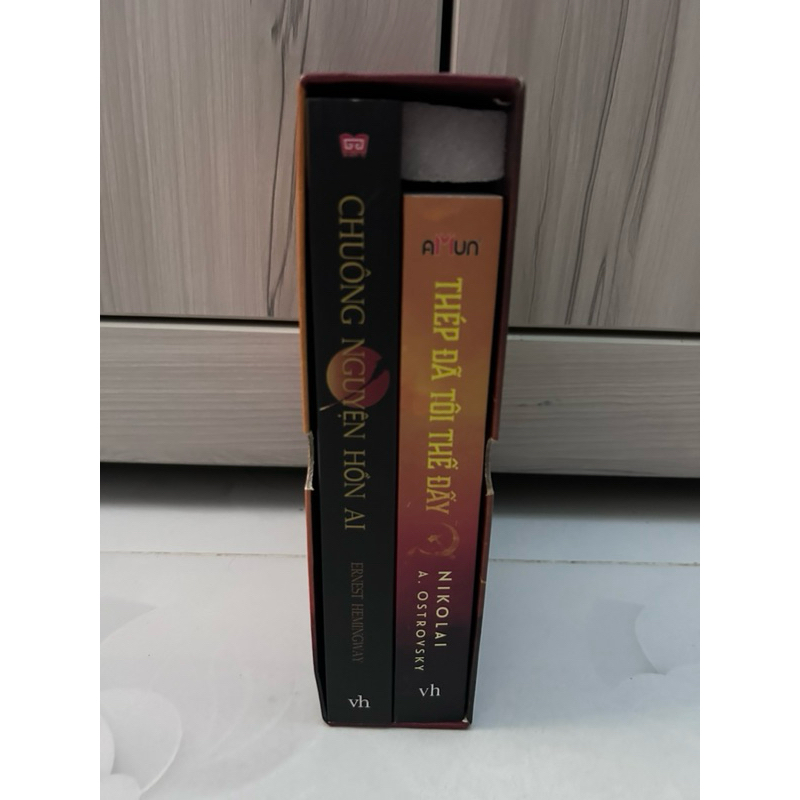 CHUÔNG NGUYỆN HỒN AI
ERNEST HEMINGWAY
vh
AMUN
THÉP ĐÃ TÔI THẾ ĐẤY
NIKOLAI
A. OSTROVSKY
vh